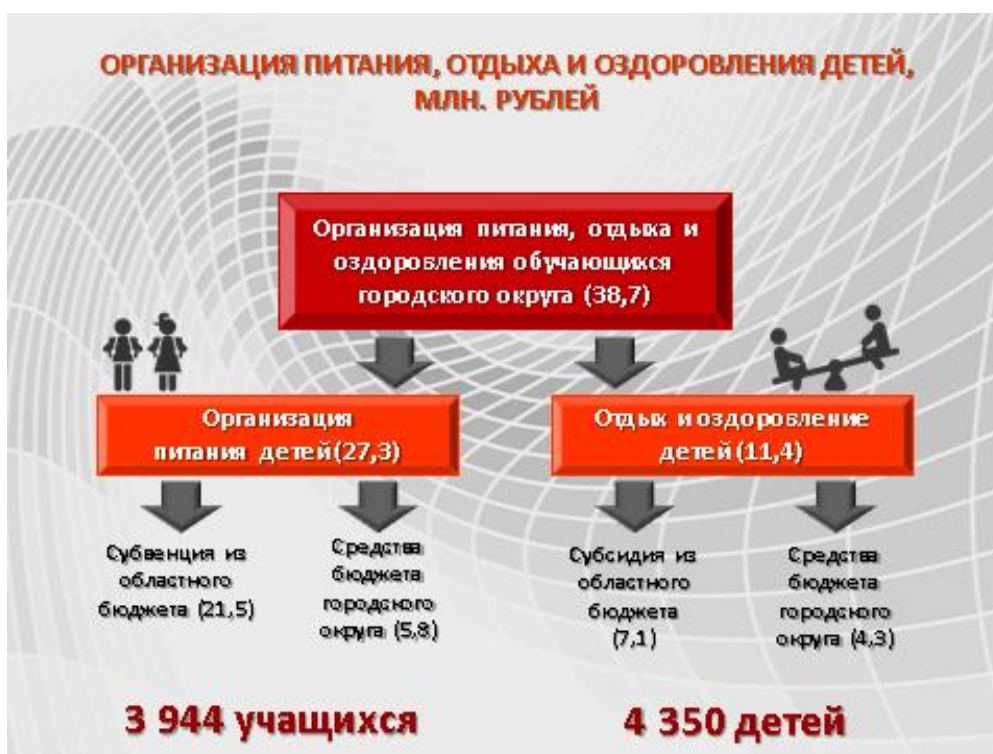 ОРГАНИЗАЦИЯ ПИТАНИЯ, ОТДЫХА И ОЗДОРОВЛЕНИЯ ДЕТЕЙ,
МЛН. РУБЛЕЙ
Организация питания, отдыха и
оздоровления обучающихся
городского округа (38,7)
Организация
питания детей(27,3)
Отдых и оздоровление
детей (11,4)
Субвенция из
областного
бюджета (21,5)
Средства
бюджета
городского
округа (5,8)
Субсидия из
областного
бюджета
(7,1)
Средства
бюджета
городского
округа (4,3)
3 944 учащихся
4 350 детей